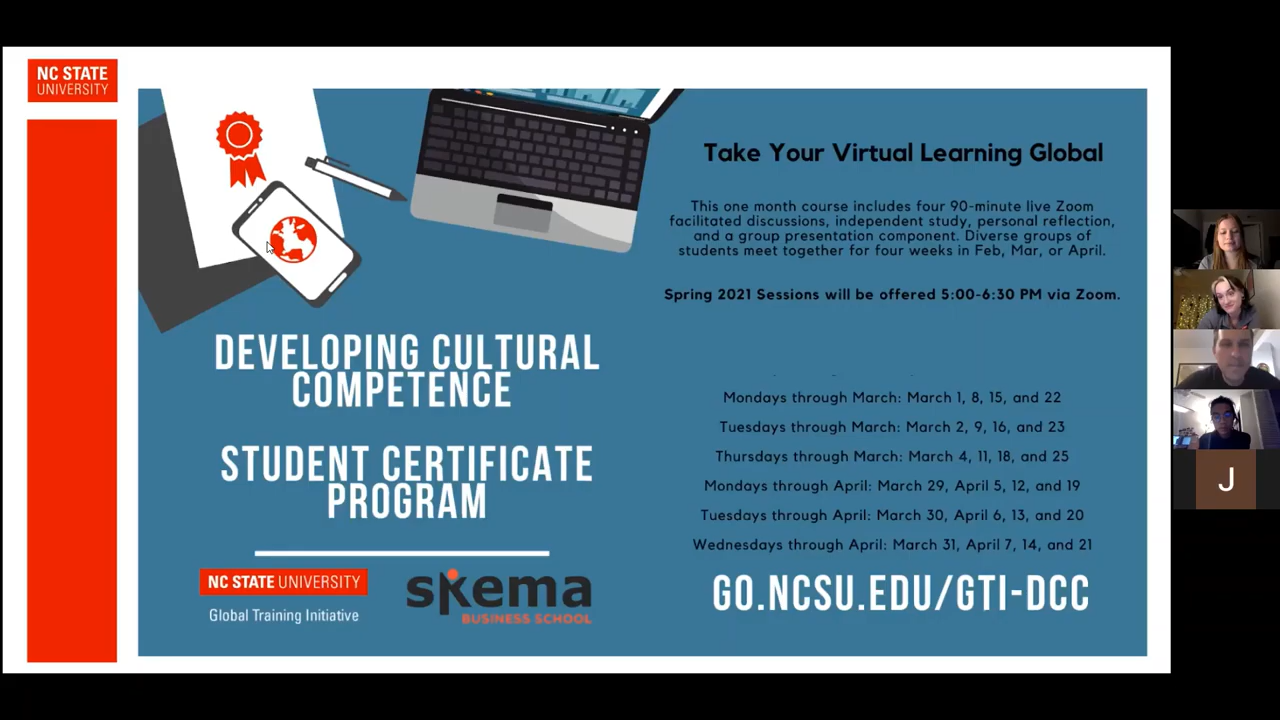 NC STATE
UNIVERSITY
Take Your Virtual Learning Global
This one month course includes four 90-minute live Zoom
facilitated discussions, independent study, personal reflection,
and a group presentation component. Diverse groups of
students meet together for four weeks in Feb, Mar, or April.
Spring 2021 Sessions will be offered 5:00-6:30 PM via Zoom.
DEVELOPING CULTURAL
COMPETENCE
STUDENT CERTIFICATE
PROGRAM
Mondays through March: March 1, 8, 15, and 22
Tuesdays through March: March 2, 9, 16, and 23
Thursdays through March: March 4, 11, 18, and 25
Mondays through April: March 29, April 5, 12, and 19
Tuesdays through April: March 30, April 6, 13, and 20
Wednesdays through April: March 31, April 7, 14, and 21
GO.NCSU.EDU/GTI-DCC
NC STATE UNIVERSITY
Global Training Initiative
skema
BUSINESS SCHOOL
J